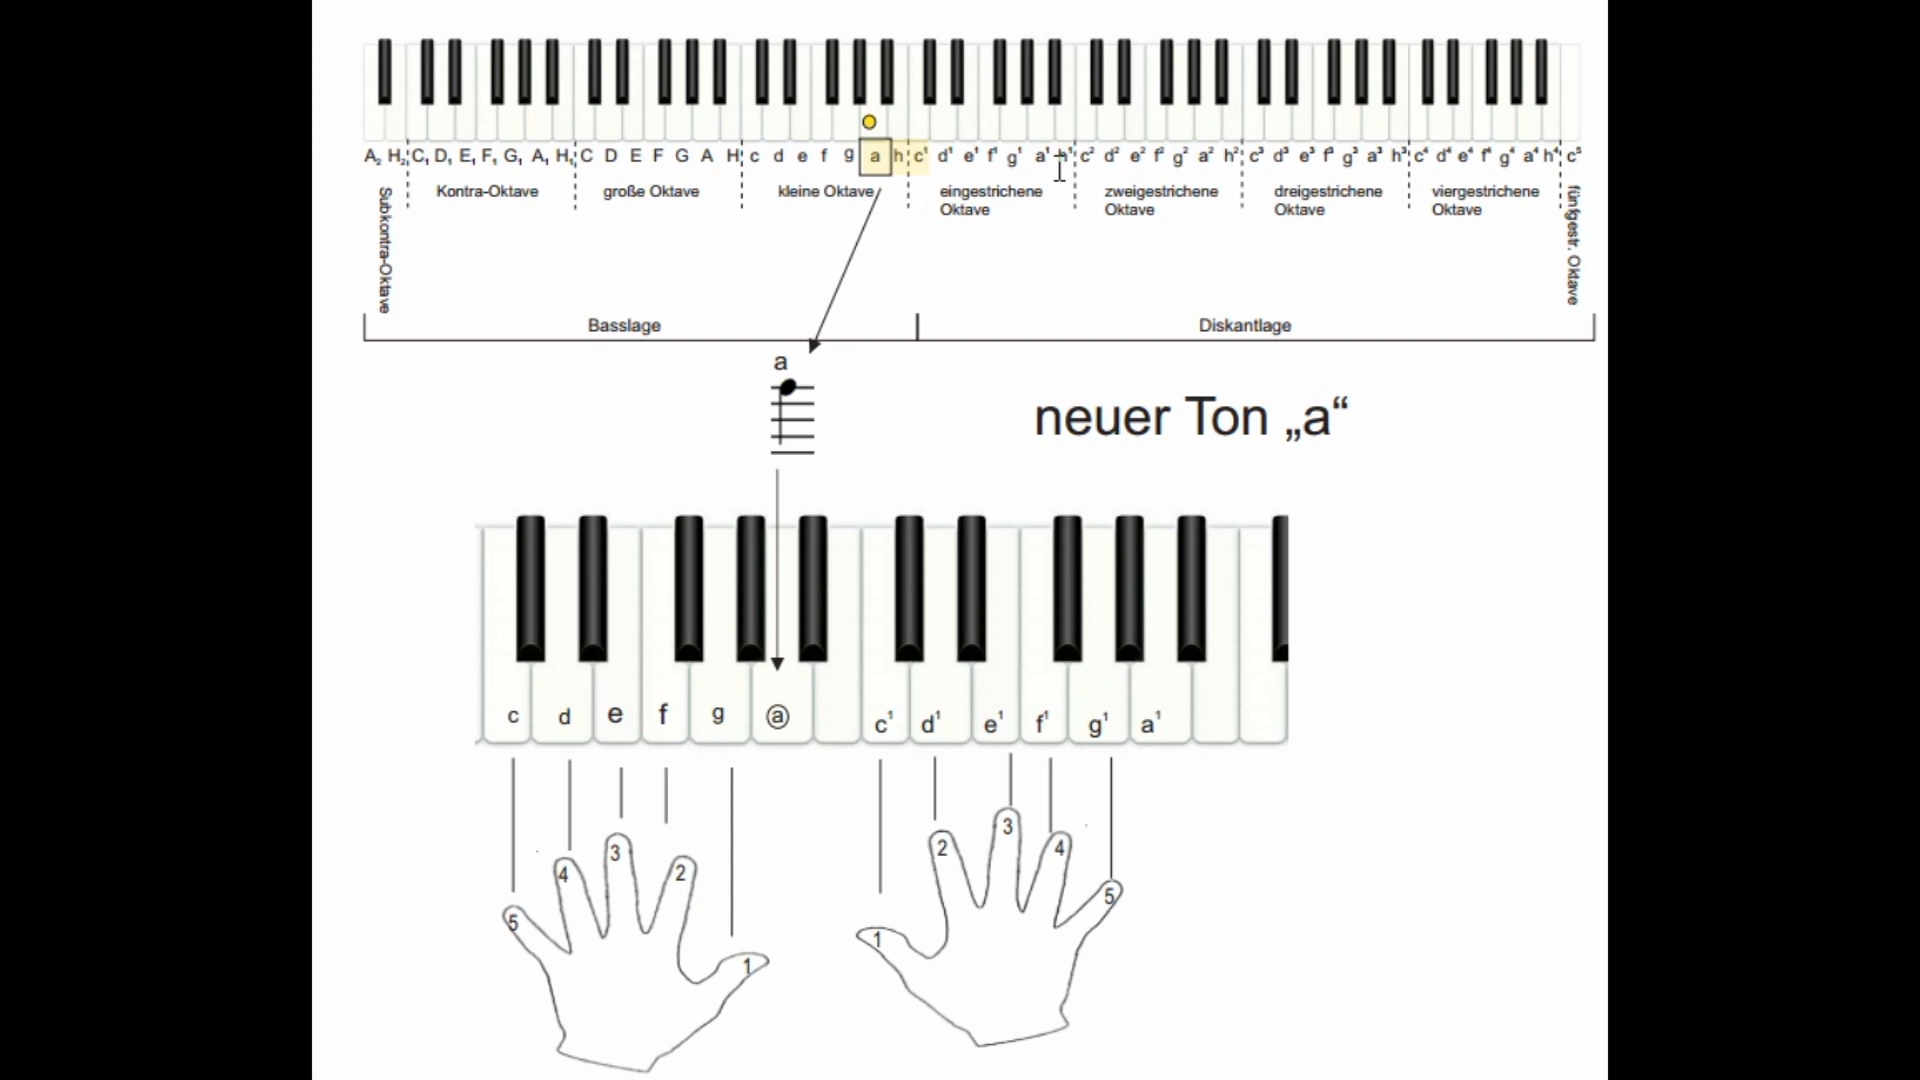 A₂ H₂ C₁ D₁ E₁ F₁ G₁ A₁ H₁ C D E F G A H c d e f g a h c¹ d¹ e¹ f¹ g¹ a¹ h¹ c² d² e² f² g² a² h² c³ d³ e³ f³ g³ a³ h³ c⁴ d⁴ e⁴ f⁴ g⁴ a⁴ h⁴ c⁵
Subkontra-Oktave
Kontra-Oktave
große Oktave
kleine Oktave
eingestrichene
Oktave
zweigestrichene
Oktave
dreigestrichene
Oktave
viergestrichene
Oktave
fünfgestr. Oktave
Basslage
Diskantlage
a
neuer Ton „a“
c d e f g a c¹ d¹ e¹ f¹ g¹ a¹
5 4 3 2 1
1 2 3 4 5